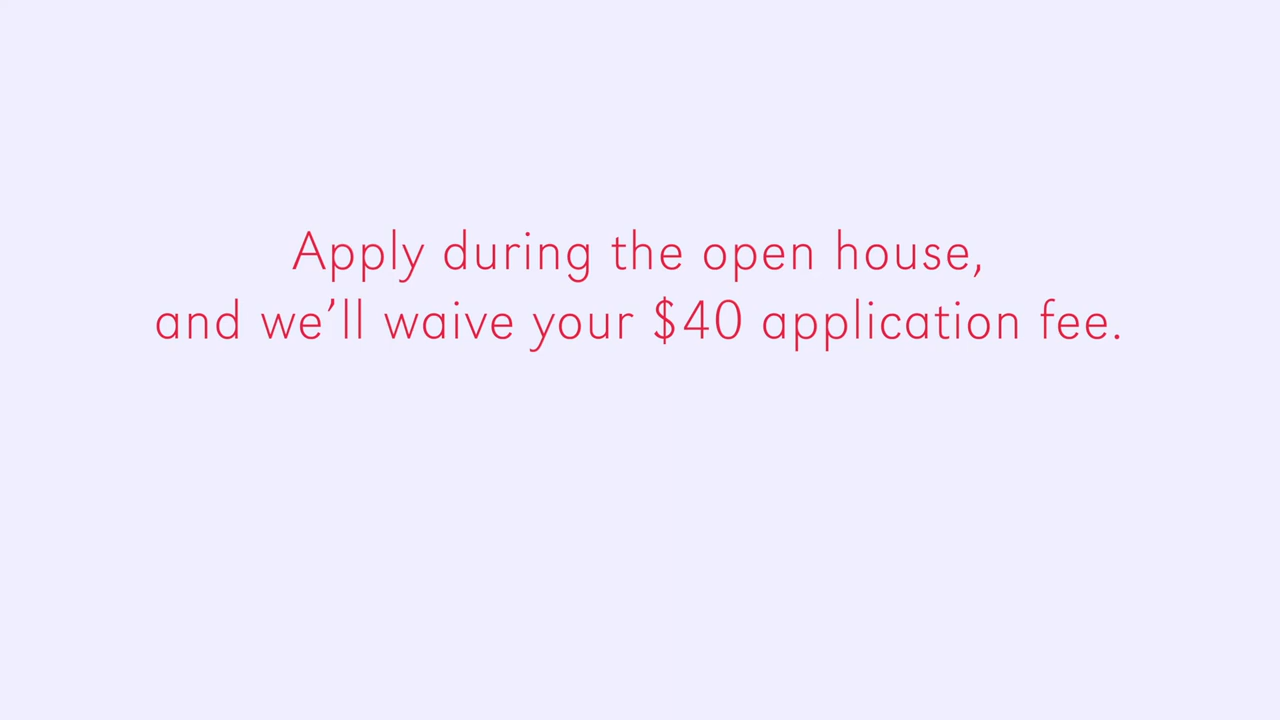 Apply during the open house,
and we’ll waive your $40 application fee.